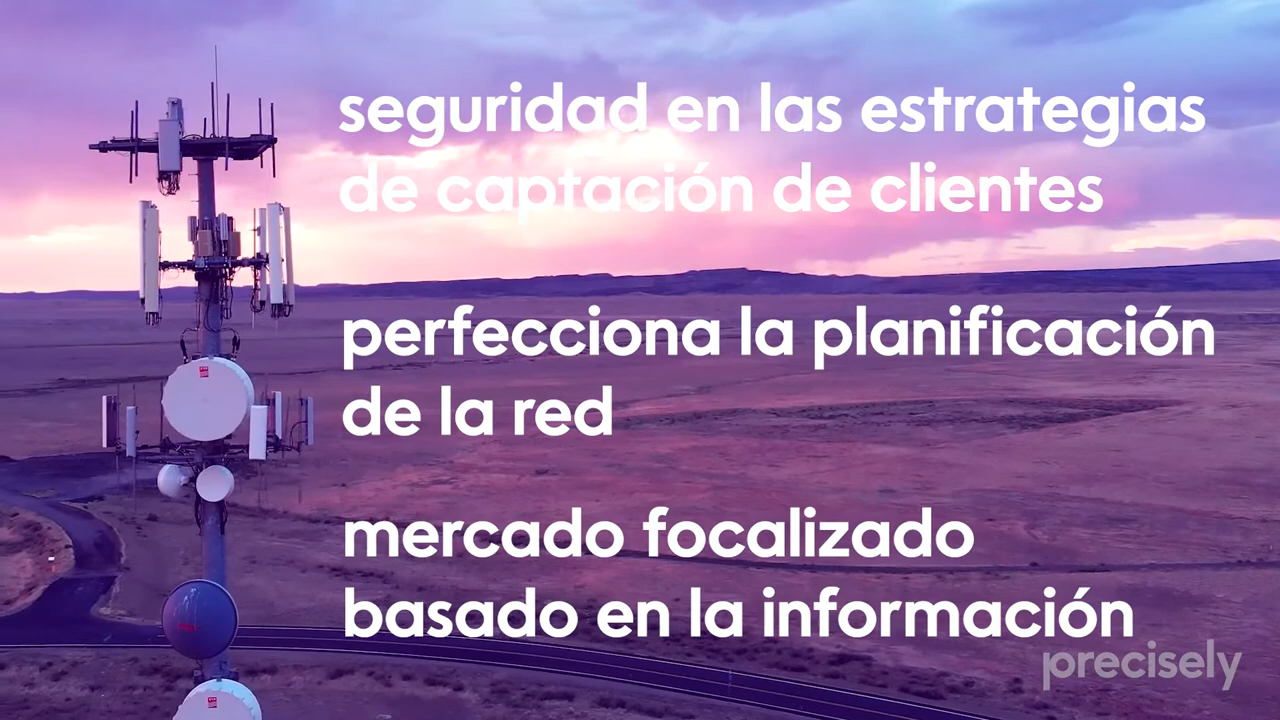 seguridad en las estrategias
de captación de clientes
perfecciona la planificación
de la red
mercado focalizado
basado en la información
precisely